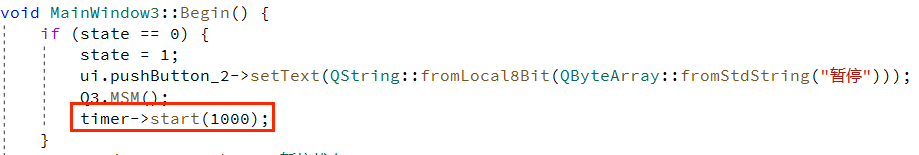 void MainWindow3::Begin() {
if (state == 0) {
state = 1;
ui.pushButton_2->setText(QString::fromLocal8Bit(QByteArray::fromStdString("暂停")));
Q3.MSM();
timer->start(1000);
}